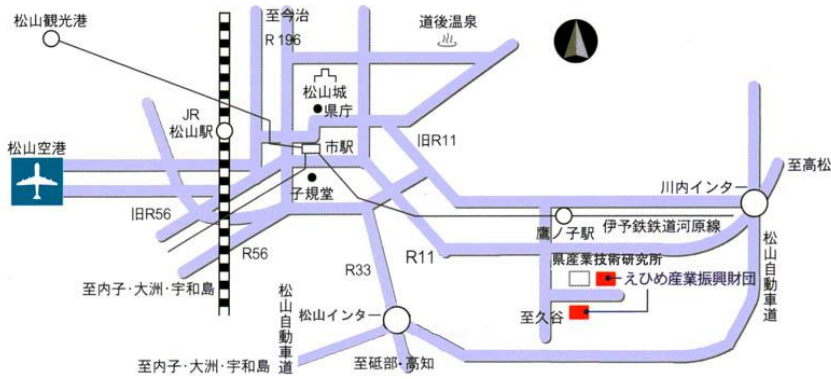 至今治
R 196
松山観光港
道後温泉
松山城
県庁
JR
松山駅
市駅
旧R11
松山空港
至高松
川内インター
子規堂
旧R56
鷹ノ子駅
伊予鉄鉄道河原線
R56
R33
R11
県産業技術研究所
えひめ産業振興財団
松山自動車道
至内子・大洲・宇和島
松山自動車道
松山インター
至久谷
至内子・大洲・宇和島
至砥部・高知